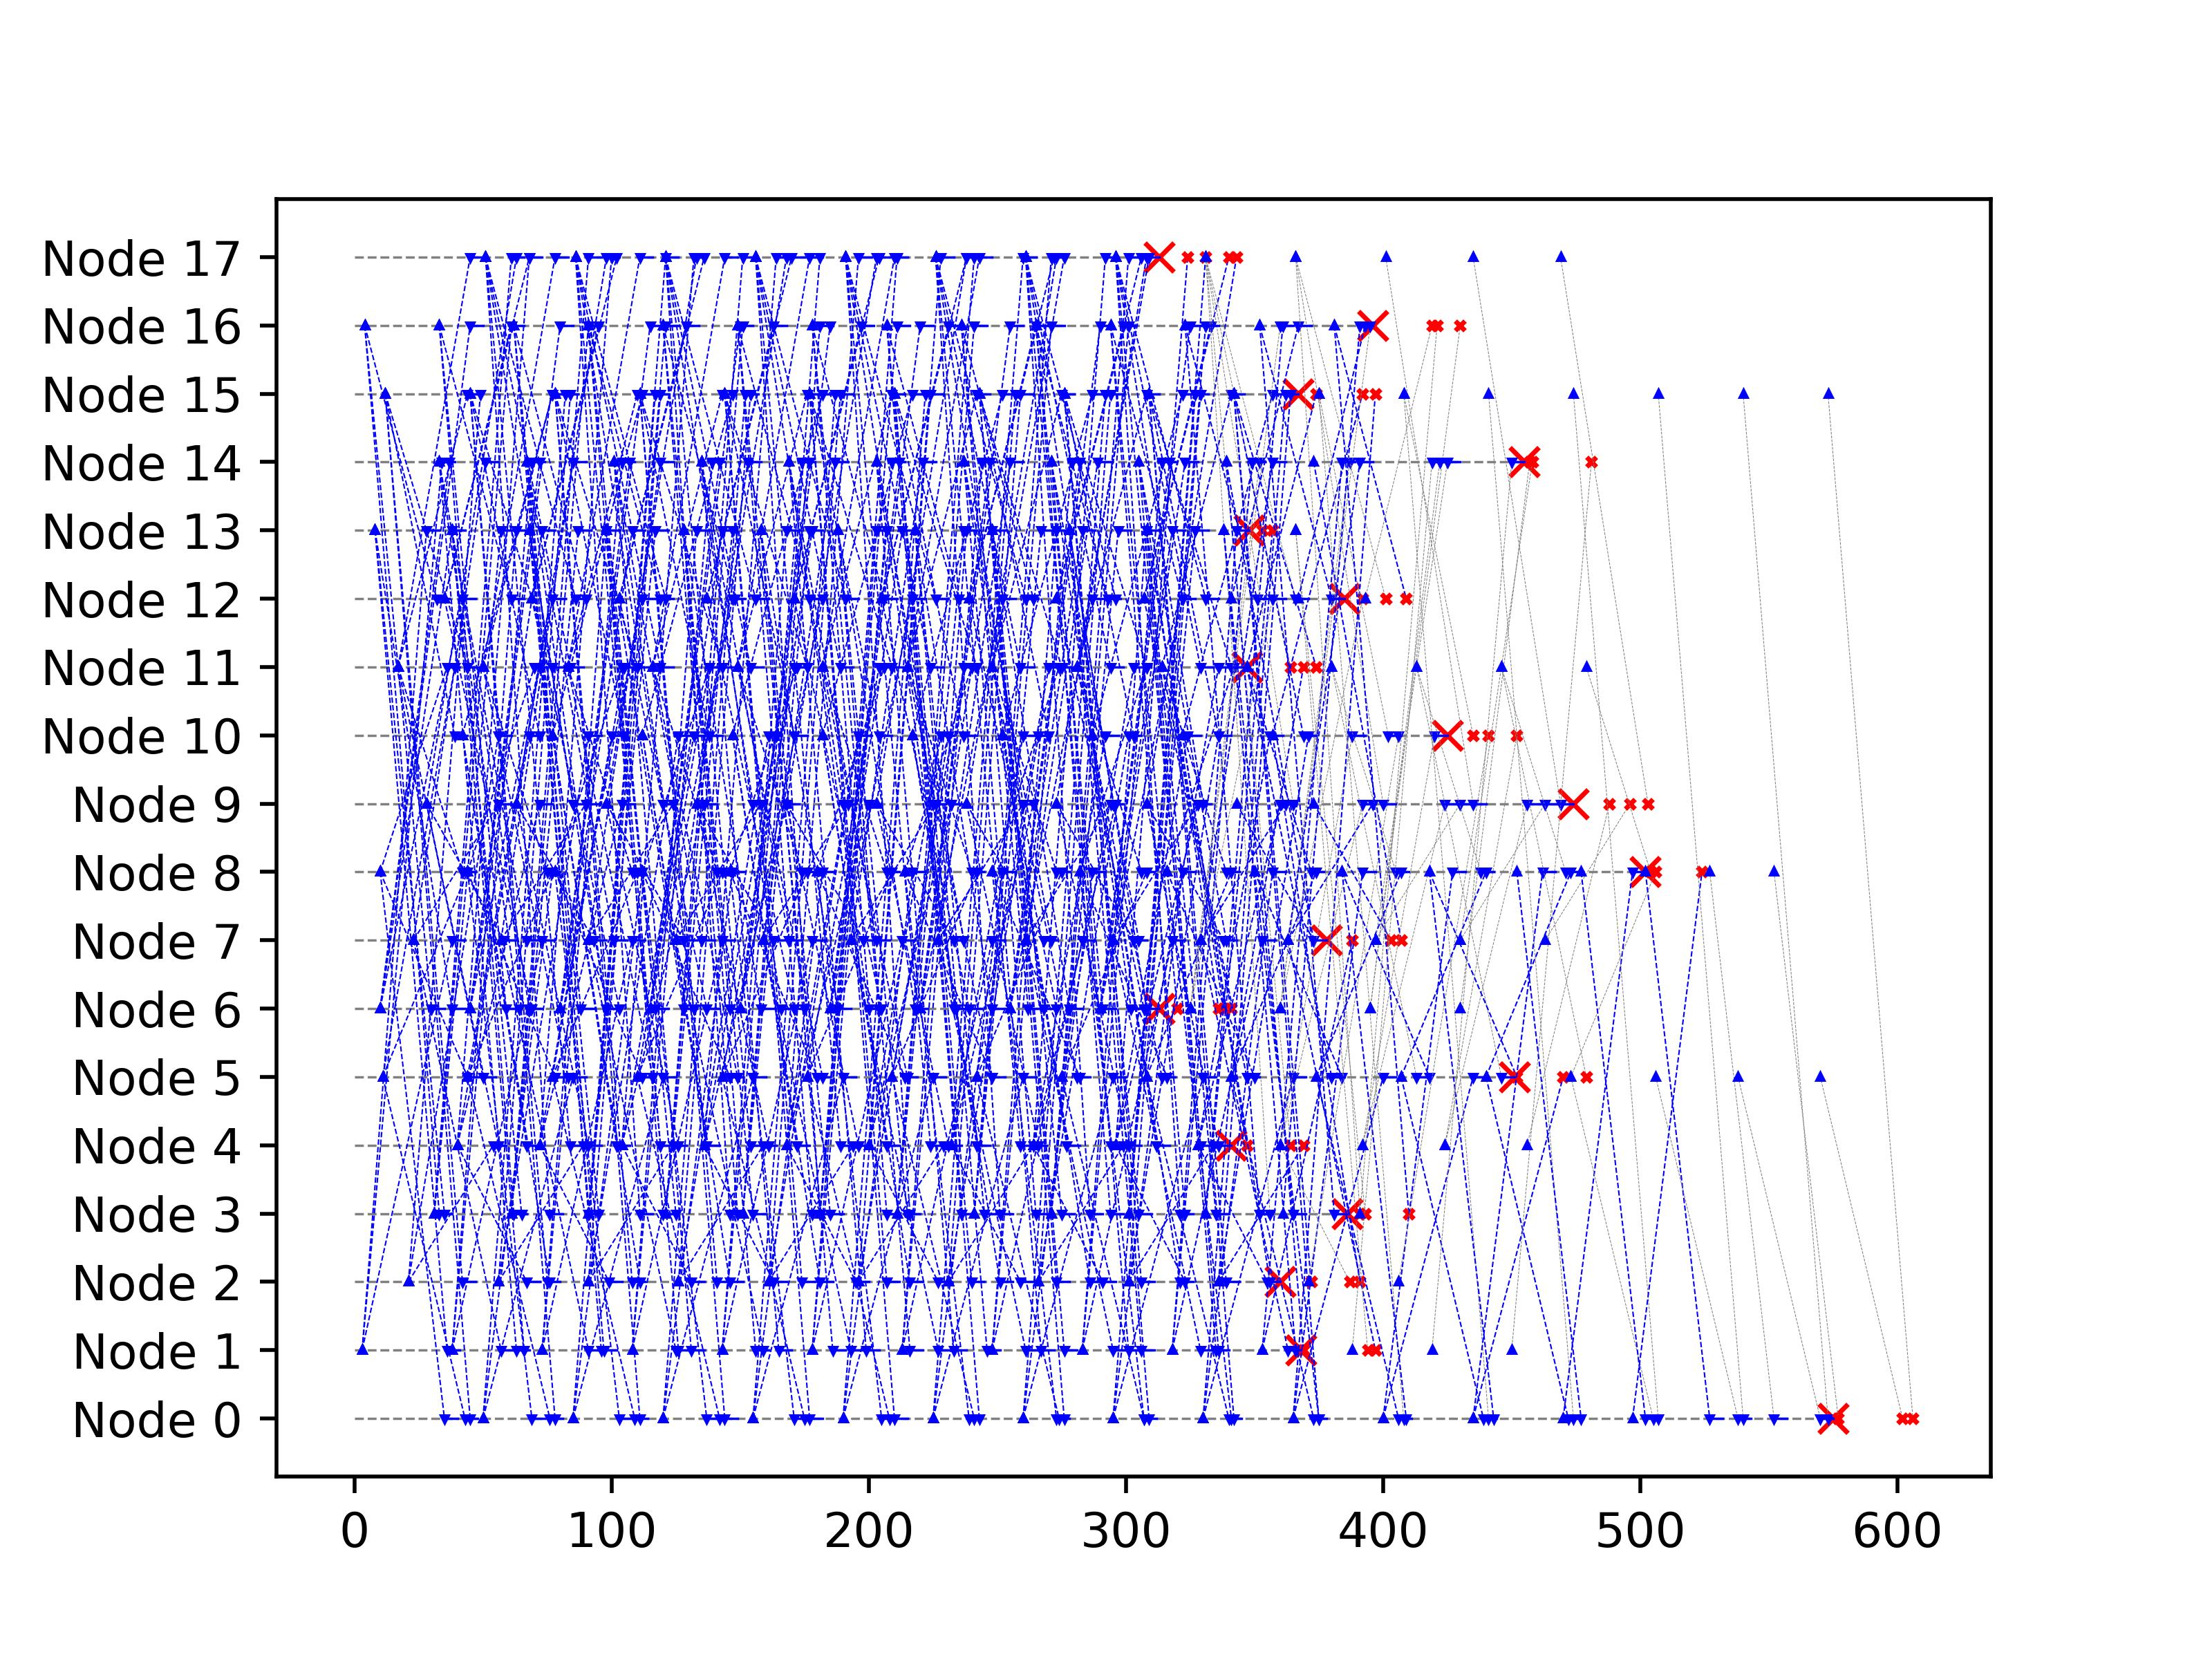 Node 17
Node 16
Node 15
Node 14
Node 13
Node 12
Node 11
Node 10
Node 9
Node 8
Node 7
Node 6
Node 5
Node 4
Node 3
Node 2
Node 1
Node 0
0 100 200 300 400 500 600